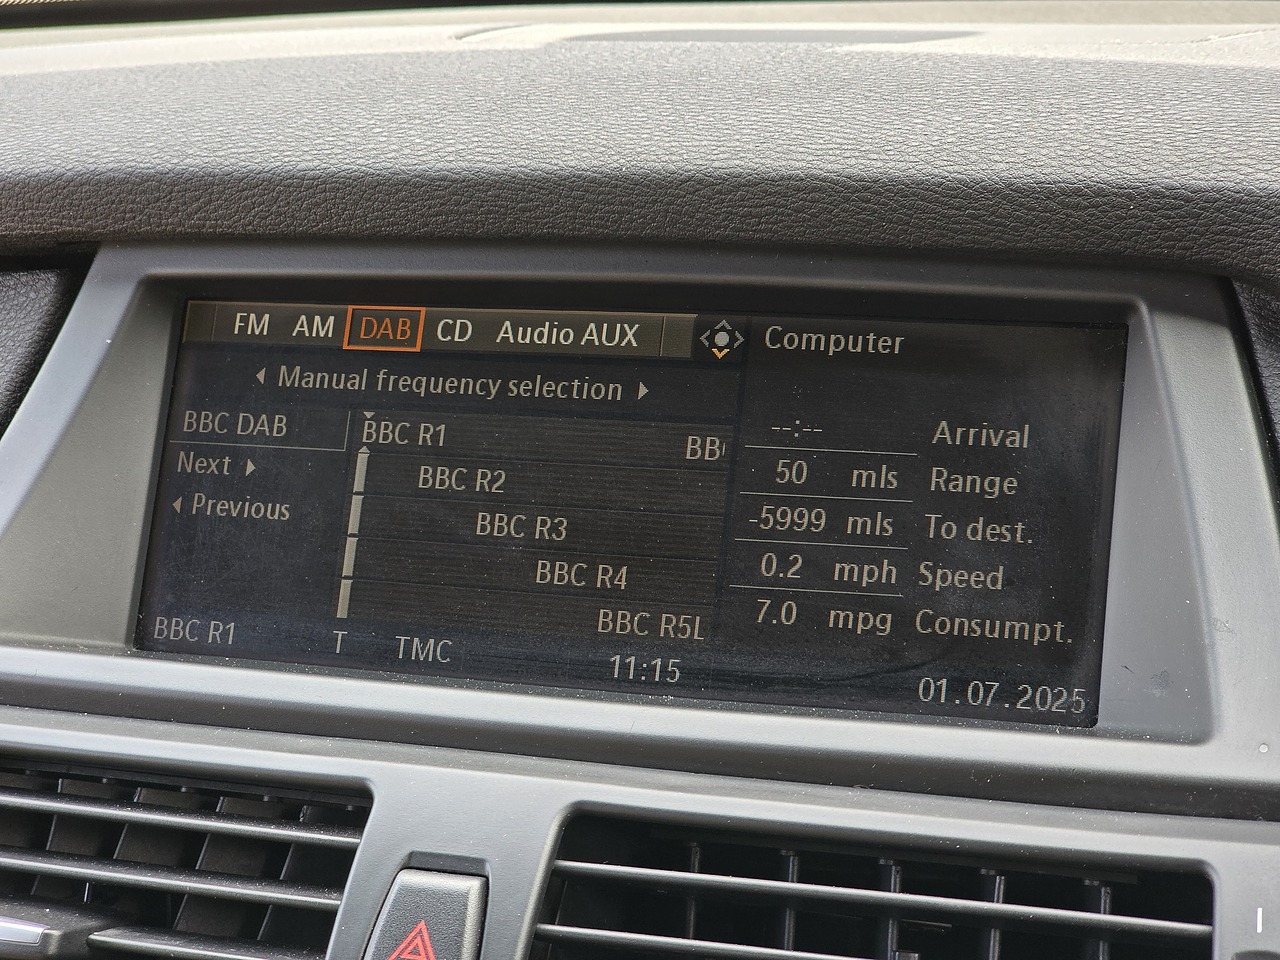 FM AM DAB CD Audio AUX
Manual frequency selection
BBC DAB
Next
Previous
BBC R1
BBC R2
BBC R3
BBC R4
BBC R5L
BB
Computer
--:-- Arrival
50 mls Range
-5999 mls To dest.
0.2 mph Speed
7.0 mpg Consumpt.
BBC R1 T TMC 11:15 01.07.2025